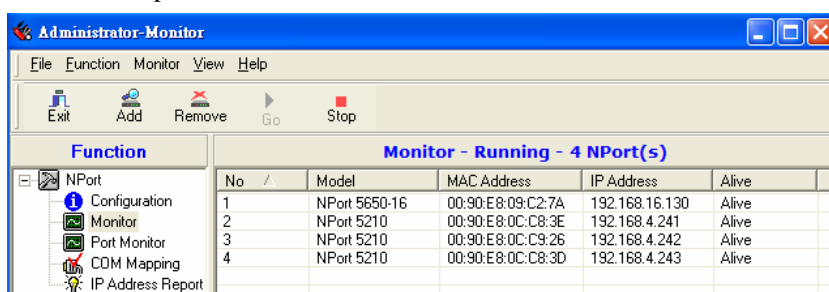 Administrator-Monitor
File Function Monitor View Help
Exit Add Remove Go Stop
Function
Monitor - Running - 4 NPort(s)
NPort
Configuration
Monitor
Port Monitor
COM Mapping
IP Address Report
No Model MAC Address IP Address Alive
1 NPort 5650-16 00:90:E8:09:C2:7A 192.168.16.130 Alive
2 NPort 5210 00:90:E8:0C:C8:3E 192.168.4.241 Alive
3 NPort 5210 00:90:E8:0C:C9:26 192.168.4.242 Alive
4 NPort 5210 00:90:E8:0C:C8:3D 192.168.4.243 Alive